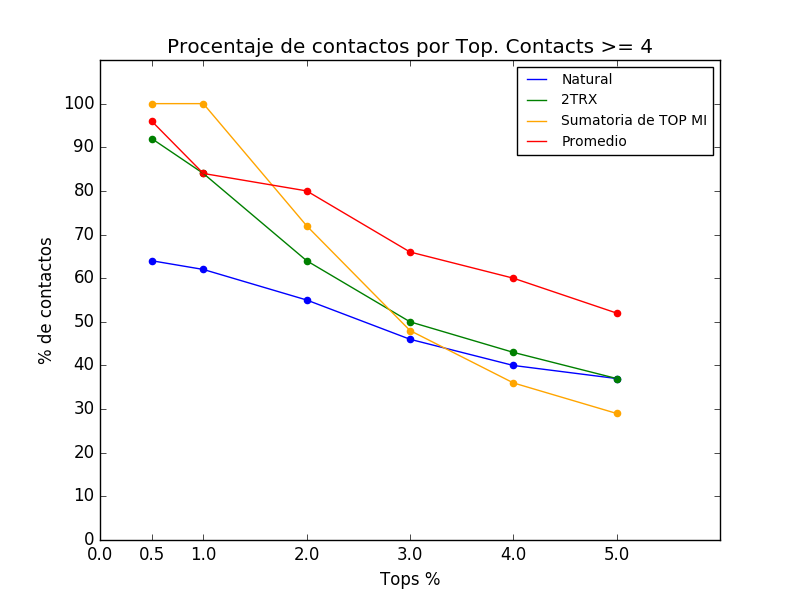 Procentaje de contactos por Top. Contacts >= 4
Natural
2TRX
Sumatoria de TOP MI
Promedio
% de contactos
100
90
80
70
60
50
40
30
20
10
0
0.0 0.5 1.0 2.0 3.0 4.0 5.0
Tops %